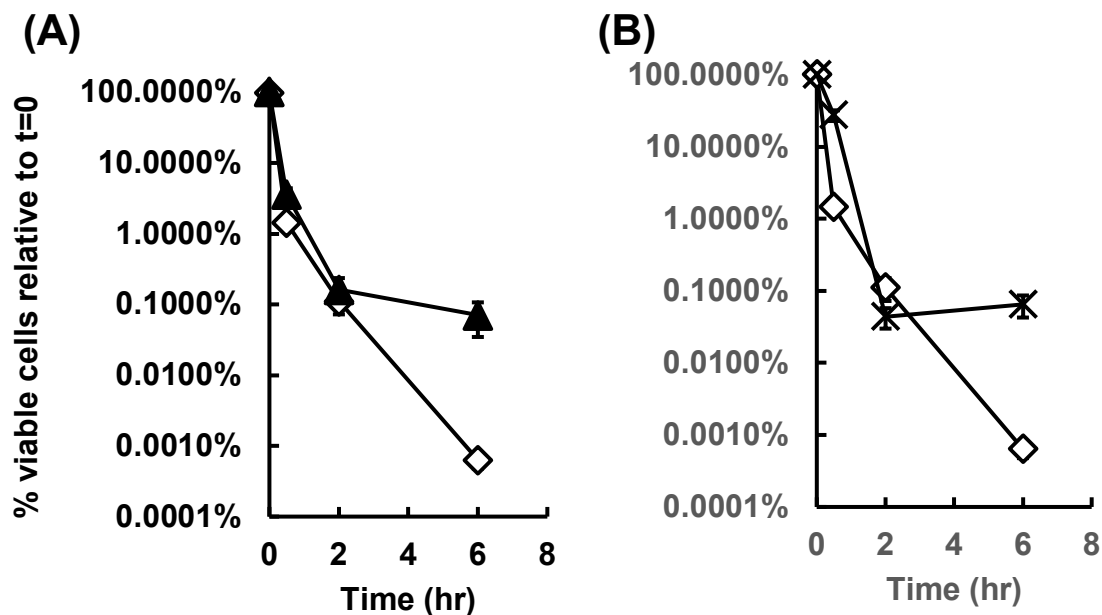 (A)
% viable cells relative to t=0
100.0000%
10.0000%
1.0000%
0.1000%
0.0100%
0.0010%
0.0001%
0 2 4 6 8
Time (hr)
(B)
100.0000%
10.0000%
1.0000%
0.1000%
0.0100%
0.0010%
0.0001%
0 2 4 6 8
Time (hr)